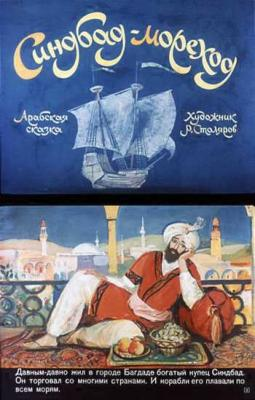 Синдбад-мореход
Арабская
сказка
Художник
Р. Столяров
Давным-давно жил в городе Багдаде богатый купец Синдбад.
Он торговал со многими странами. И корабли его плавали по
всем морям.